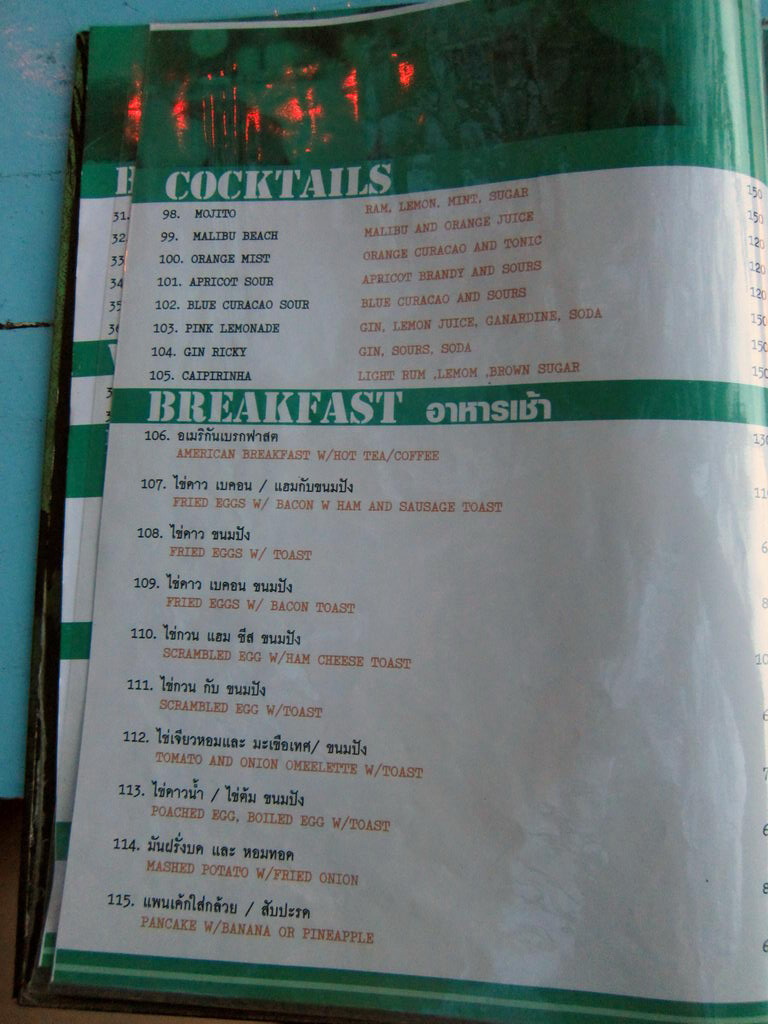 COCKTAILS
98. MOJITO RAM, LEMON, MINT, SUGAR 150
99. MALIBU BEACH MALIBU AND ORANGE JUICE 150
100. ORANGE MIST ORANGE CURACAO AND TONIC 120
101. APRICOT SOUR APRICOT BRANDY AND SOURS 120
102. BLUE CURACAO SOUR BLUE CURACAO AND SOURS 120
103. PINK LEMONADE GIN, LEMON JUICE, GANARDINE, SODA 150
104. GIN RICKY GIN, SOURS, SODA 150
105. CAIPIRINHA LIGHT RUM ,LEMOM ,BROWN SUGAR 150
BREAKFAST อาหารเช้า
106. อเมริกันเบรกฟาสต
AMERICAN BREAKFAST W/HOT TEA/COFFEE
107. ไข่ดาว เบคอน / แฮมกับขนมปัง
FRIED EGGS W/ BACON W HAM AND SAUSAGE TOAST
108. ไข่ดาว ขนมปัง
FRIED EGGS W/ TOAST
109. ไข่ดาว เบคอน ขนมปัง
FRIED EGGS W/ BACON TOAST
110. ไข่กวน แฮม ชีส ขนมปัง
SCRAMBLED EGG W/HAM CHEESE TOAST
111. ไข่กวน กับ ขนมปัง
SCRAMBLED EGG W/TOAST
112. ไข่เจียวหอมและ มะเขือเทศ/ ขนมปัง
TOMATO AND ONION OMEELETTE W/TOAST
113. ไข่ดาวน้ำ / ไข่ต้ม ขนมปัง
POACHED EGG, BOILED EGG W/TOAST
114. มันฝรั่งบด และ หอมทอด
MASHED POTATO W/FRIED ONION
115. แพนเค้กใส่กล้วย / สับปะรด
PANCAKE W/BANANA OR PINEAPPLE
31.
32
33
34
35